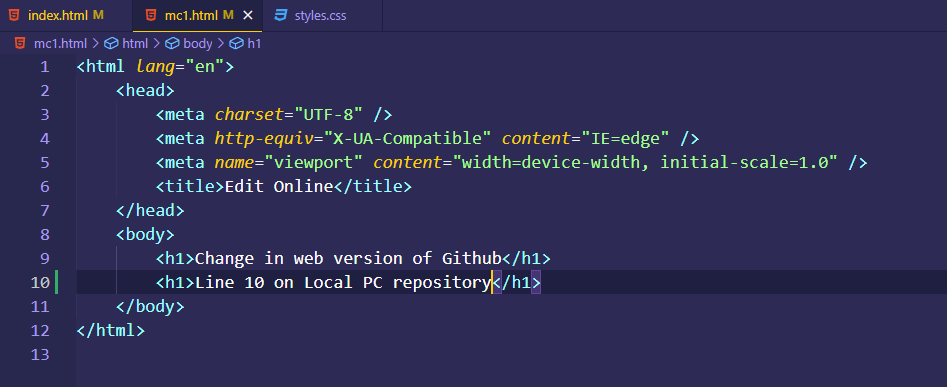 index.html M mc1.html M × styles.css
mc1.html > html > body > h1
1 <html lang="en">
2 <head>
3 <meta charset="UTF-8" />
4 <meta http-equiv="X-UA-Compatible" content="IE=edge" />
5 <meta name="viewport" content="width=device-width, initial-scale=1.0" />
6 <title>Edit Online</title>
7 </head>
8 <body>
9 <h1>Change in web version of Github</h1>
10 <h1>Line 10 on Local PC repository</h1>
11 </body>
12 </html>
13